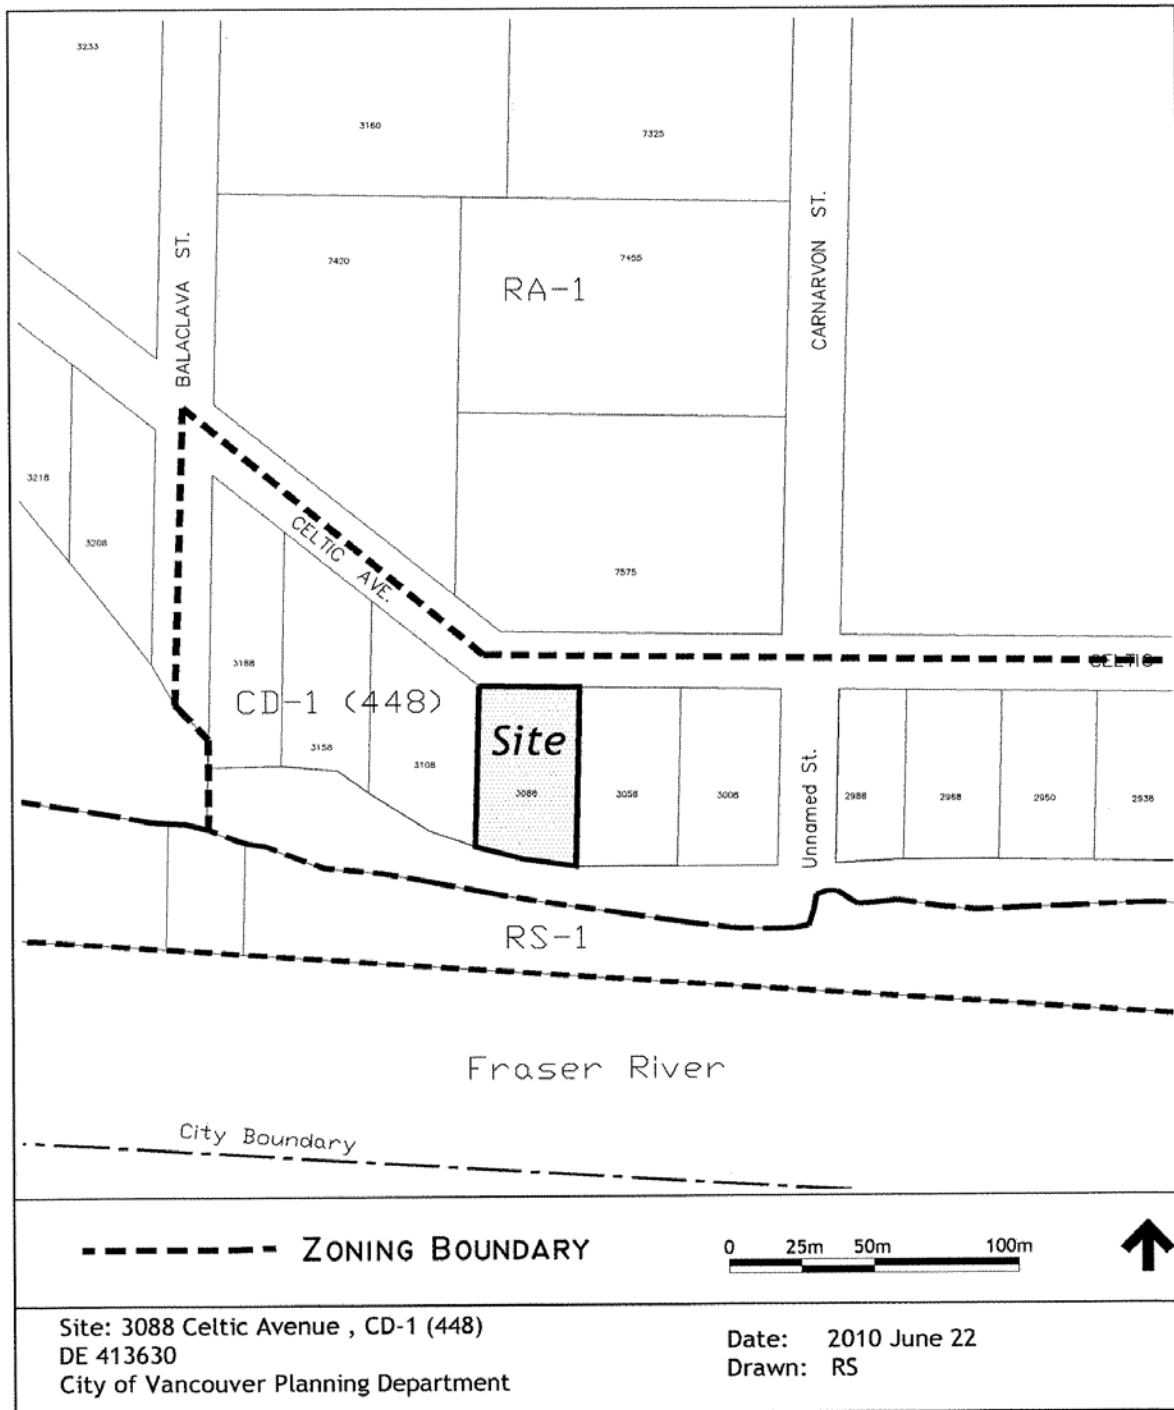 3233
3160
7325
BALACLAVA ST.
CARNARVON ST.
7420
7455
RA-1
3218
3208
CELTIC AVE.
7575
CELTIC
3188
CD-1 (448)
3158
3108
Site
3088
3058
3008
Unnamed St.
2988
2968
2950
2938
RS-1
Fraser River
City Boundary
ZONING BOUNDARY
0 25m 50m 100m
Site: 3088 Celtic Avenue , CD-1 (448)
DE 413630
City of Vancouver Planning Department
Date: 2010 June 22
Drawn: RS